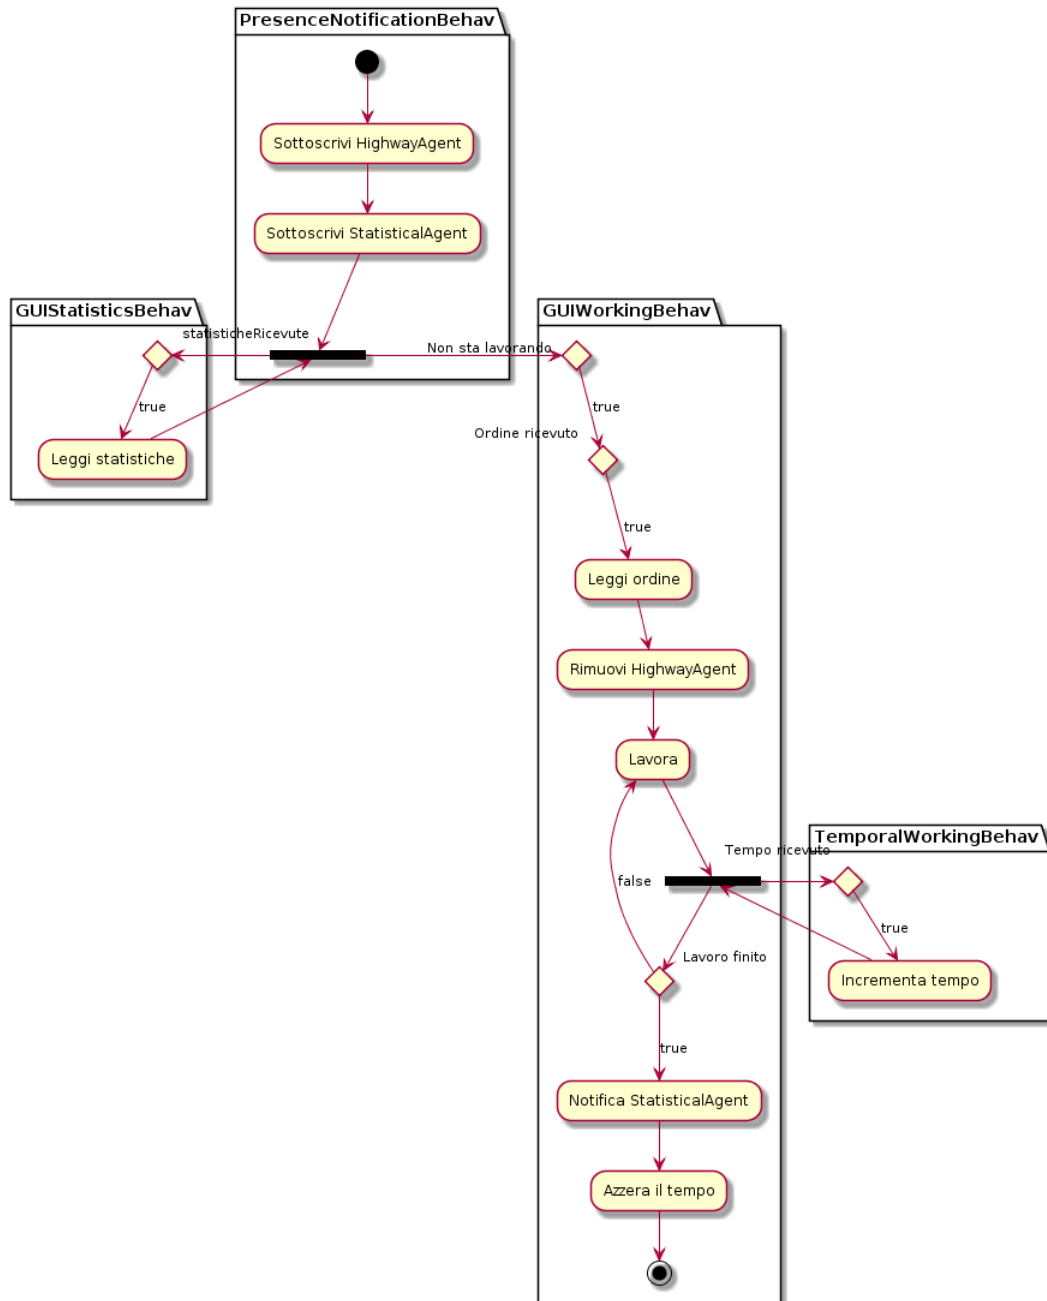 PresenceNotificationBehav
Sottoscrivi HighwayAgent
Sottoscrivi StatisticalAgent
GUIStatisticsBehav
statisticheRicevute
true
Leggi statistiche
GUIWorkingBehav
Non sta lavorando
true
Ordine ricevuto
true
Leggi ordine
Rimuovi HighwayAgent
Lavora
TemporalWorkingBehav
Tempo ricevuto
false
true
Lavoro finito
Incrementa tempo
true
Notifica StatisticalAgent
Azzera il tempo